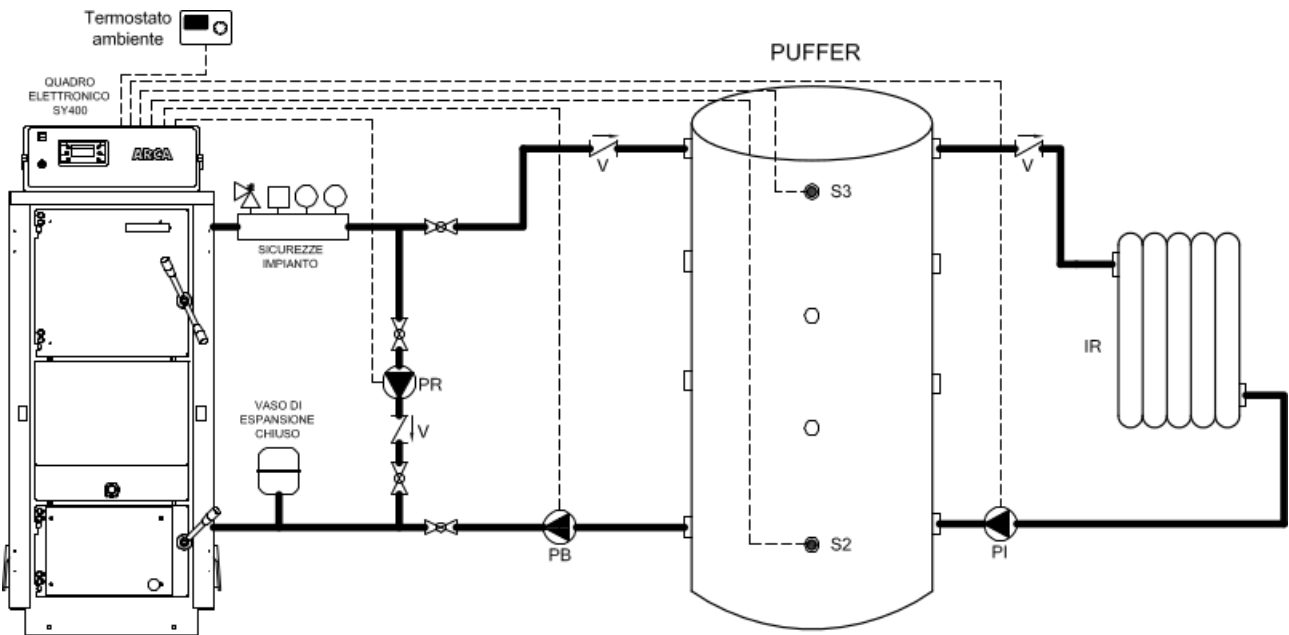 Termostato
ambiente
PUFFER
QUADRO
ELETTRONICO
SY400
ARCA
V
V
S3
SICUREZZE
IMPIANTO
IR
PR
VASO DI
ESPANSIONE
CHIUSO
V
S2
PB
PI